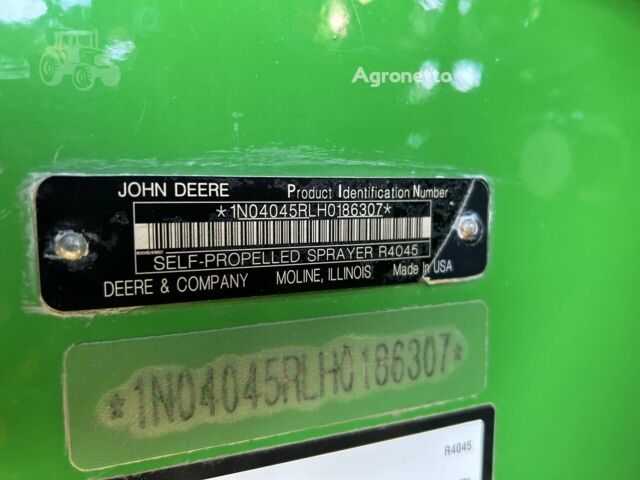 Agronetto
JOHN DEERE Product Identification Number
*1N04045RLH0186307*
SELF-PROPELLED SPRAYER R4045
DEERE & COMPANY MOLINE, ILLINOIS Made In USA
*1N04045RLH0186307*
R4045